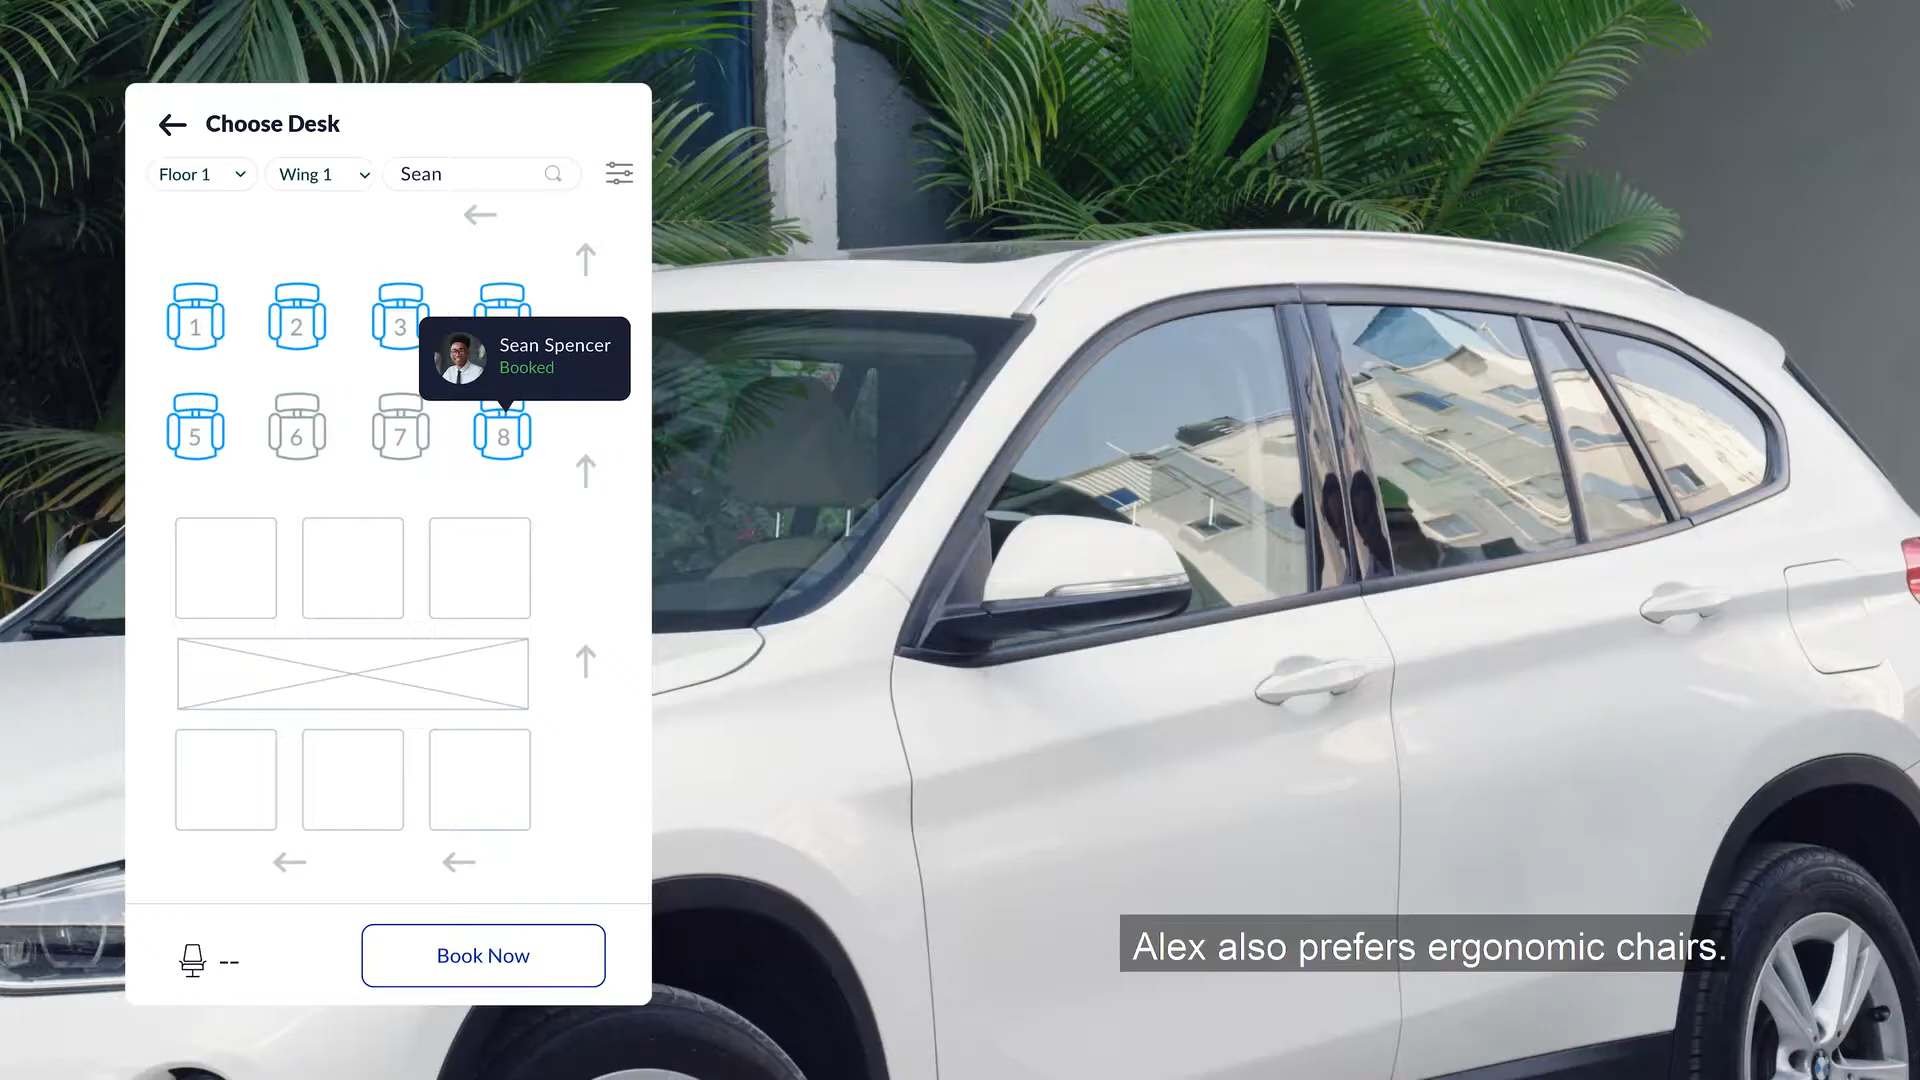 Choose Desk
Floor 1
Wing 1
Sean
1
2
3
Sean Spencer
Booked
5
6
7
8
--
Book Now
Alex also prefers ergonomic chairs.